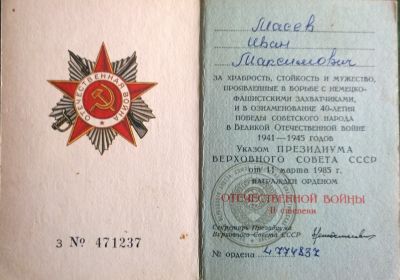 ОТЕЧЕСТВЕННАЯ ВОЙНА
З № 471237
Масев
Иван
Максимович
ЗА ХРАБРОСТЬ, СТОЙКОСТЬ И МУЖЕСТВО,
ПРОЯВЛЕННЫЕ В БОРЬБЕ С НЕМЕЦКО-
ФАШИСТСКИМИ ЗАХВАТЧИКАМИ,
И В ОЗНАМЕНОВАНИЕ 40-ЛЕТИЯ
ПОБЕДЫ СОВЕТСКОГО НАРОДА
В ВЕЛИКОЙ ОТЕЧЕСТВЕННОЙ ВОЙНЕ
1941—1945 ГОДОВ
Указом ПРЕЗИДИУМА
ВЕРХОВНОГО СОВЕТА СССР
от 11 марта 1985 г.
НАГРАЖДЕН ОРДЕНОМ
ОТЕЧЕСТВЕННОЙ ВОЙНЫ
II степени
Секретарь Президиума
Верховного Совета СССР
№ ордена 4774837